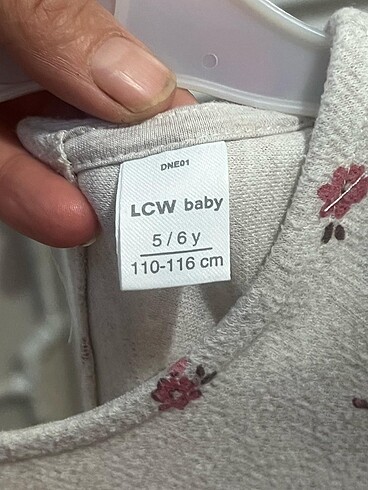 DNE01
LCW baby
5 / 6 y
110-116 cm